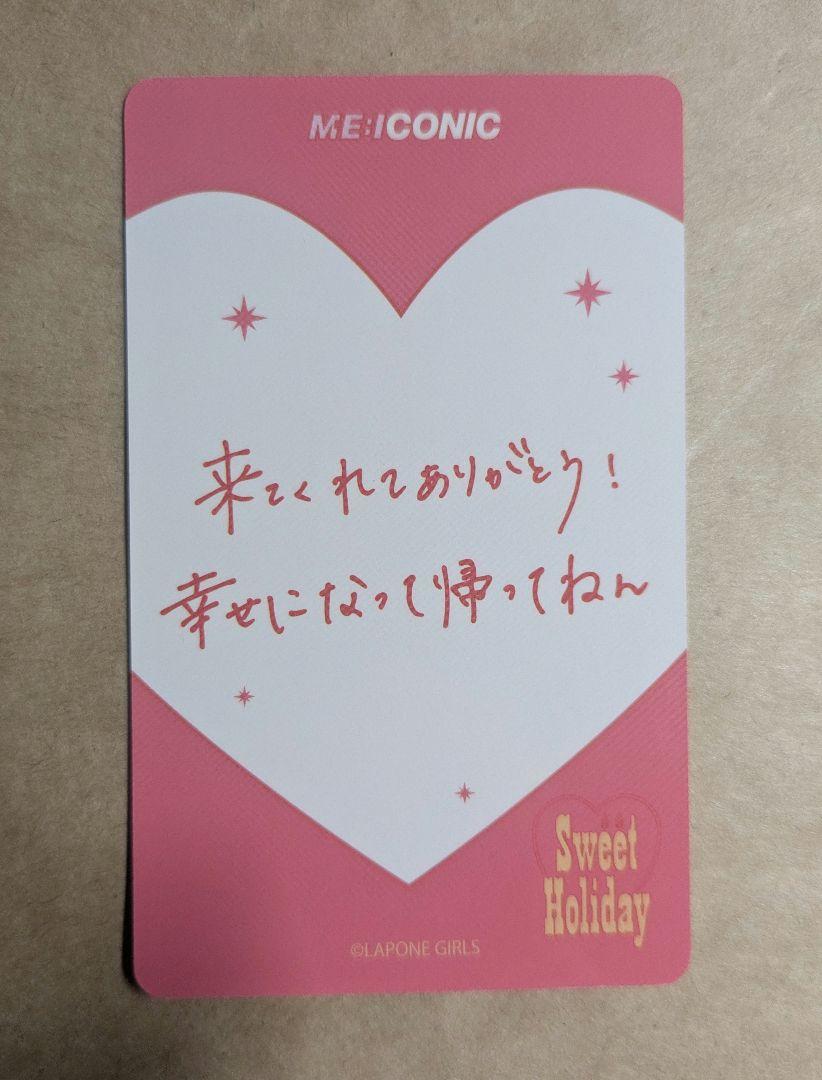 ME:ICONIC
来てくれてありがとう!
幸せになって帰ってねん
Sweet
Holiday
©LAPONE GIRLS